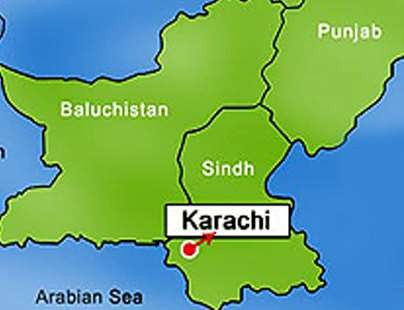 Punjab
Baluchistan
Sindh
Karachi
Arabian Sea